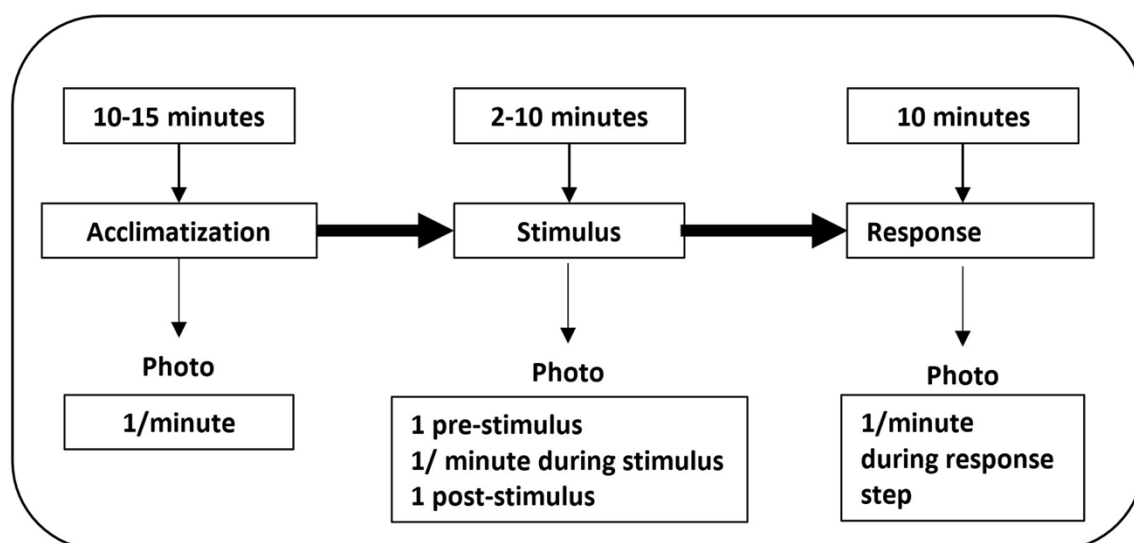 10-15 minutes
2-10 minutes
10 minutes
Acclimatization
Stimulus
Response
Photo
1/minute
Photo
1 pre-stimulus
1/ minute during stimulus
1 post-stimulus
Photo
1/minute
during response
step